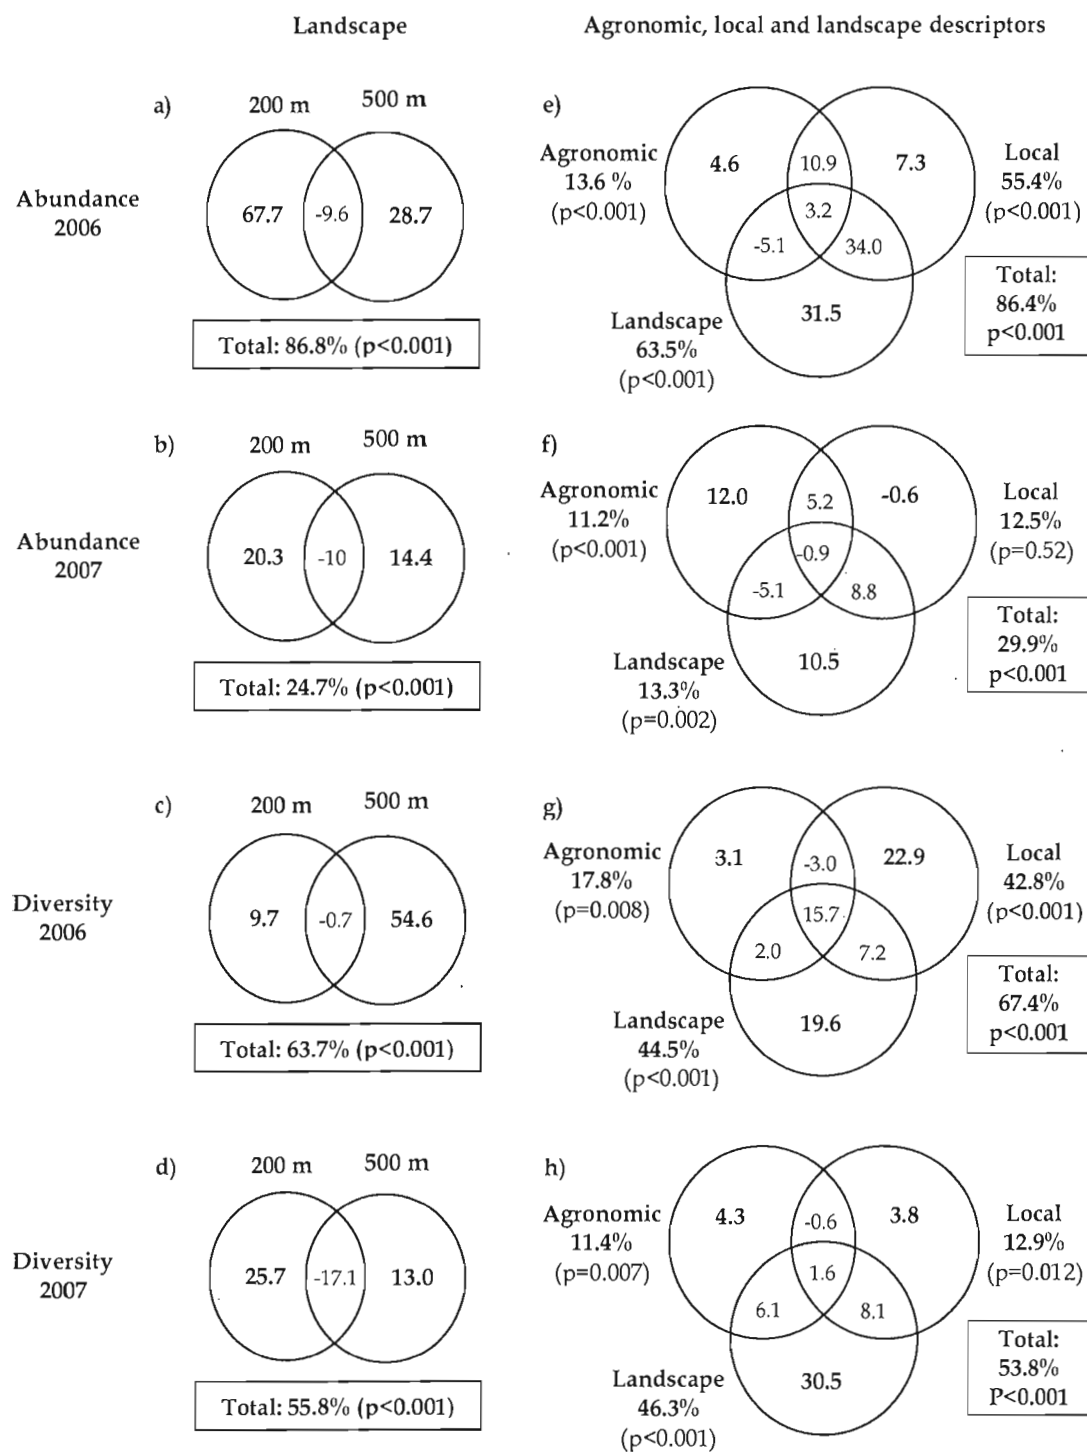 Landscape
Agronomic, local and landscape descriptors
a)
200 m
500 m
Abundance
2006
67.7
-9.6
28.7
Total: 86.8% (p<0.001)
e)
Agronomic
13.6 %
(p<0.001)
4.6
10.9
7.3
Local
55.4%
(p<0.001)
3.2
-5.1
34.0
31.5
Landscape
63.5%
(p<0.001)
Total:
86.4%
p<0.001
b)
200 m
500 m
Abundance
2007
20.3
-10
14.4
Total: 24.7% (p<0.001)
f)
Agronomic
11.2%
(p<0.001)
12.0
5.2
-0.6
Local
12.5%
(p=0.52)
-0.9
-5.1
8.8
10.5
Landscape
13.3%
(p=0.002)
Total:
29.9%
p<0.001
c)
200 m
500 m
Diversity
2006
9.7
-0.7
54.6
Total: 63.7% (p<0.001)
g)
Agronomic
17.8%
(p=0.008)
3.1
-3.0
22.9
Local
42.8%
(p<0.001)
15.7
2.0
7.2
19.6
Landscape
44.5%
(p<0.001)
Total:
67.4%
p<0.001
d)
200 m
500 m
Diversity
2007
25.7
-17.1
13.0
Total: 55.8% (p<0.001)
h)
Agronomic
11.4%
(p=0.007)
4.3
-0.6
3.8
Local
12.9%
(p=0.012)
1.6
6.1
8.1
30.5
Landscape
46.3%
(p<0.001)
Total:
53.8%
P<0.001